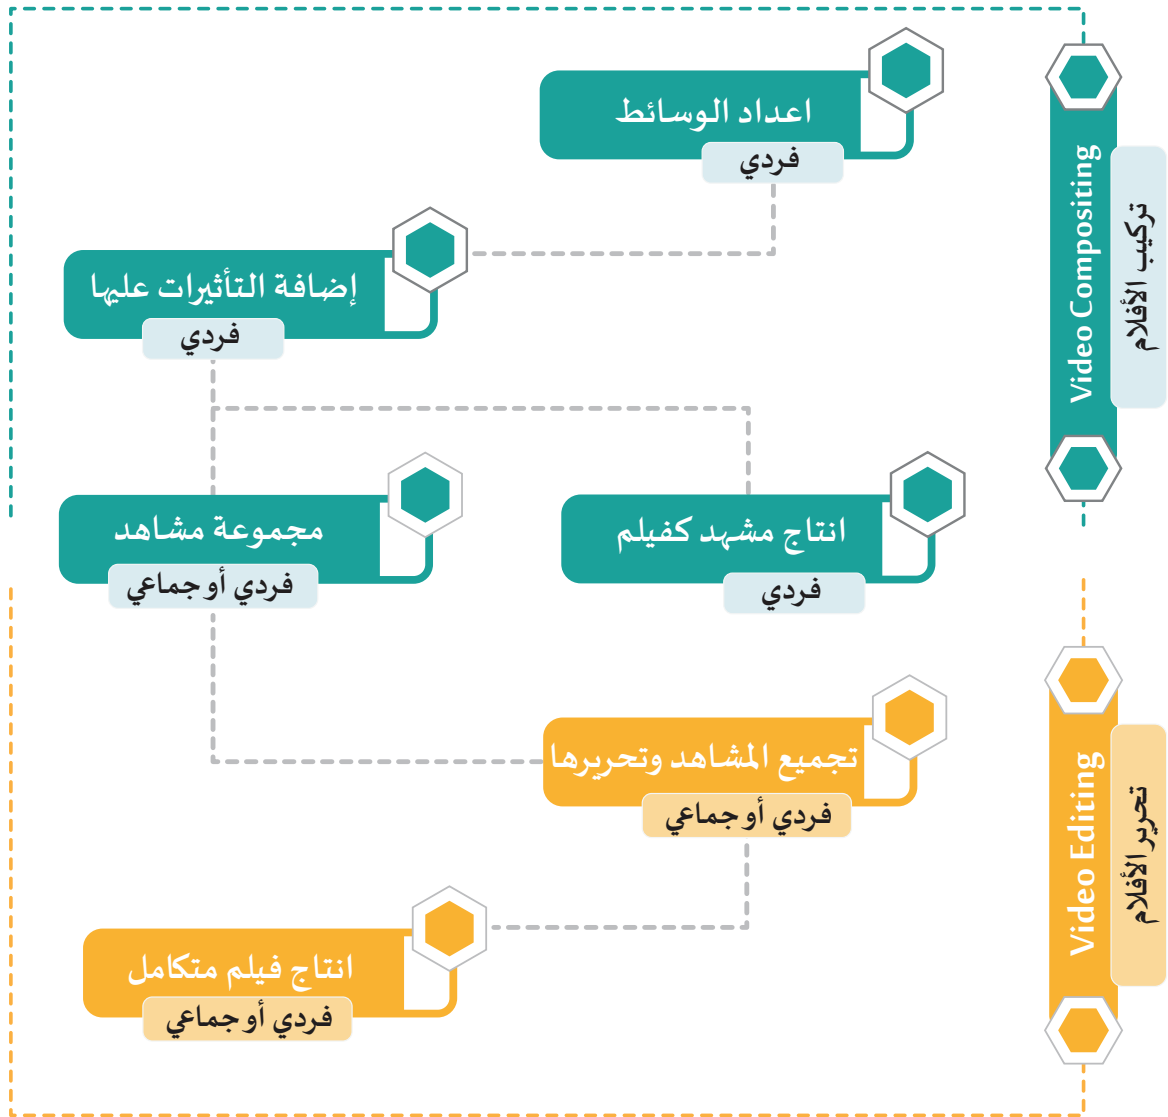 Video Compositing
تركيب الأفلام
اعداد الوسائط
فردي
إضافة التأثيرات عليها
فردي
انتاج مشهد كفيلم
فردي
مجموعة مشاهد
فردي أو جماعي
Video Editing
تحرير الأفلام
تجميع المشاهد وتحريرها
فردي أو جماعي
انتاج فيلم متكامل
فردي أو جماعي